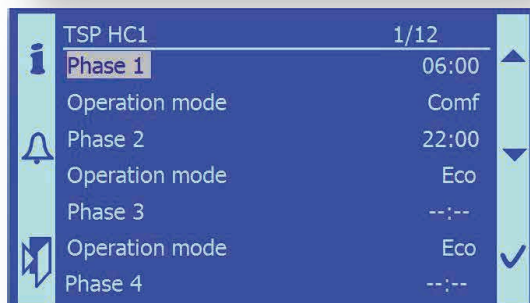 TSP HC1 1/12
Phase 1 06:00
Operation mode Comf
Phase 2 22:00
Operation mode Eco
Phase 3 --:--
Operation mode Eco
Phase 4 --:--